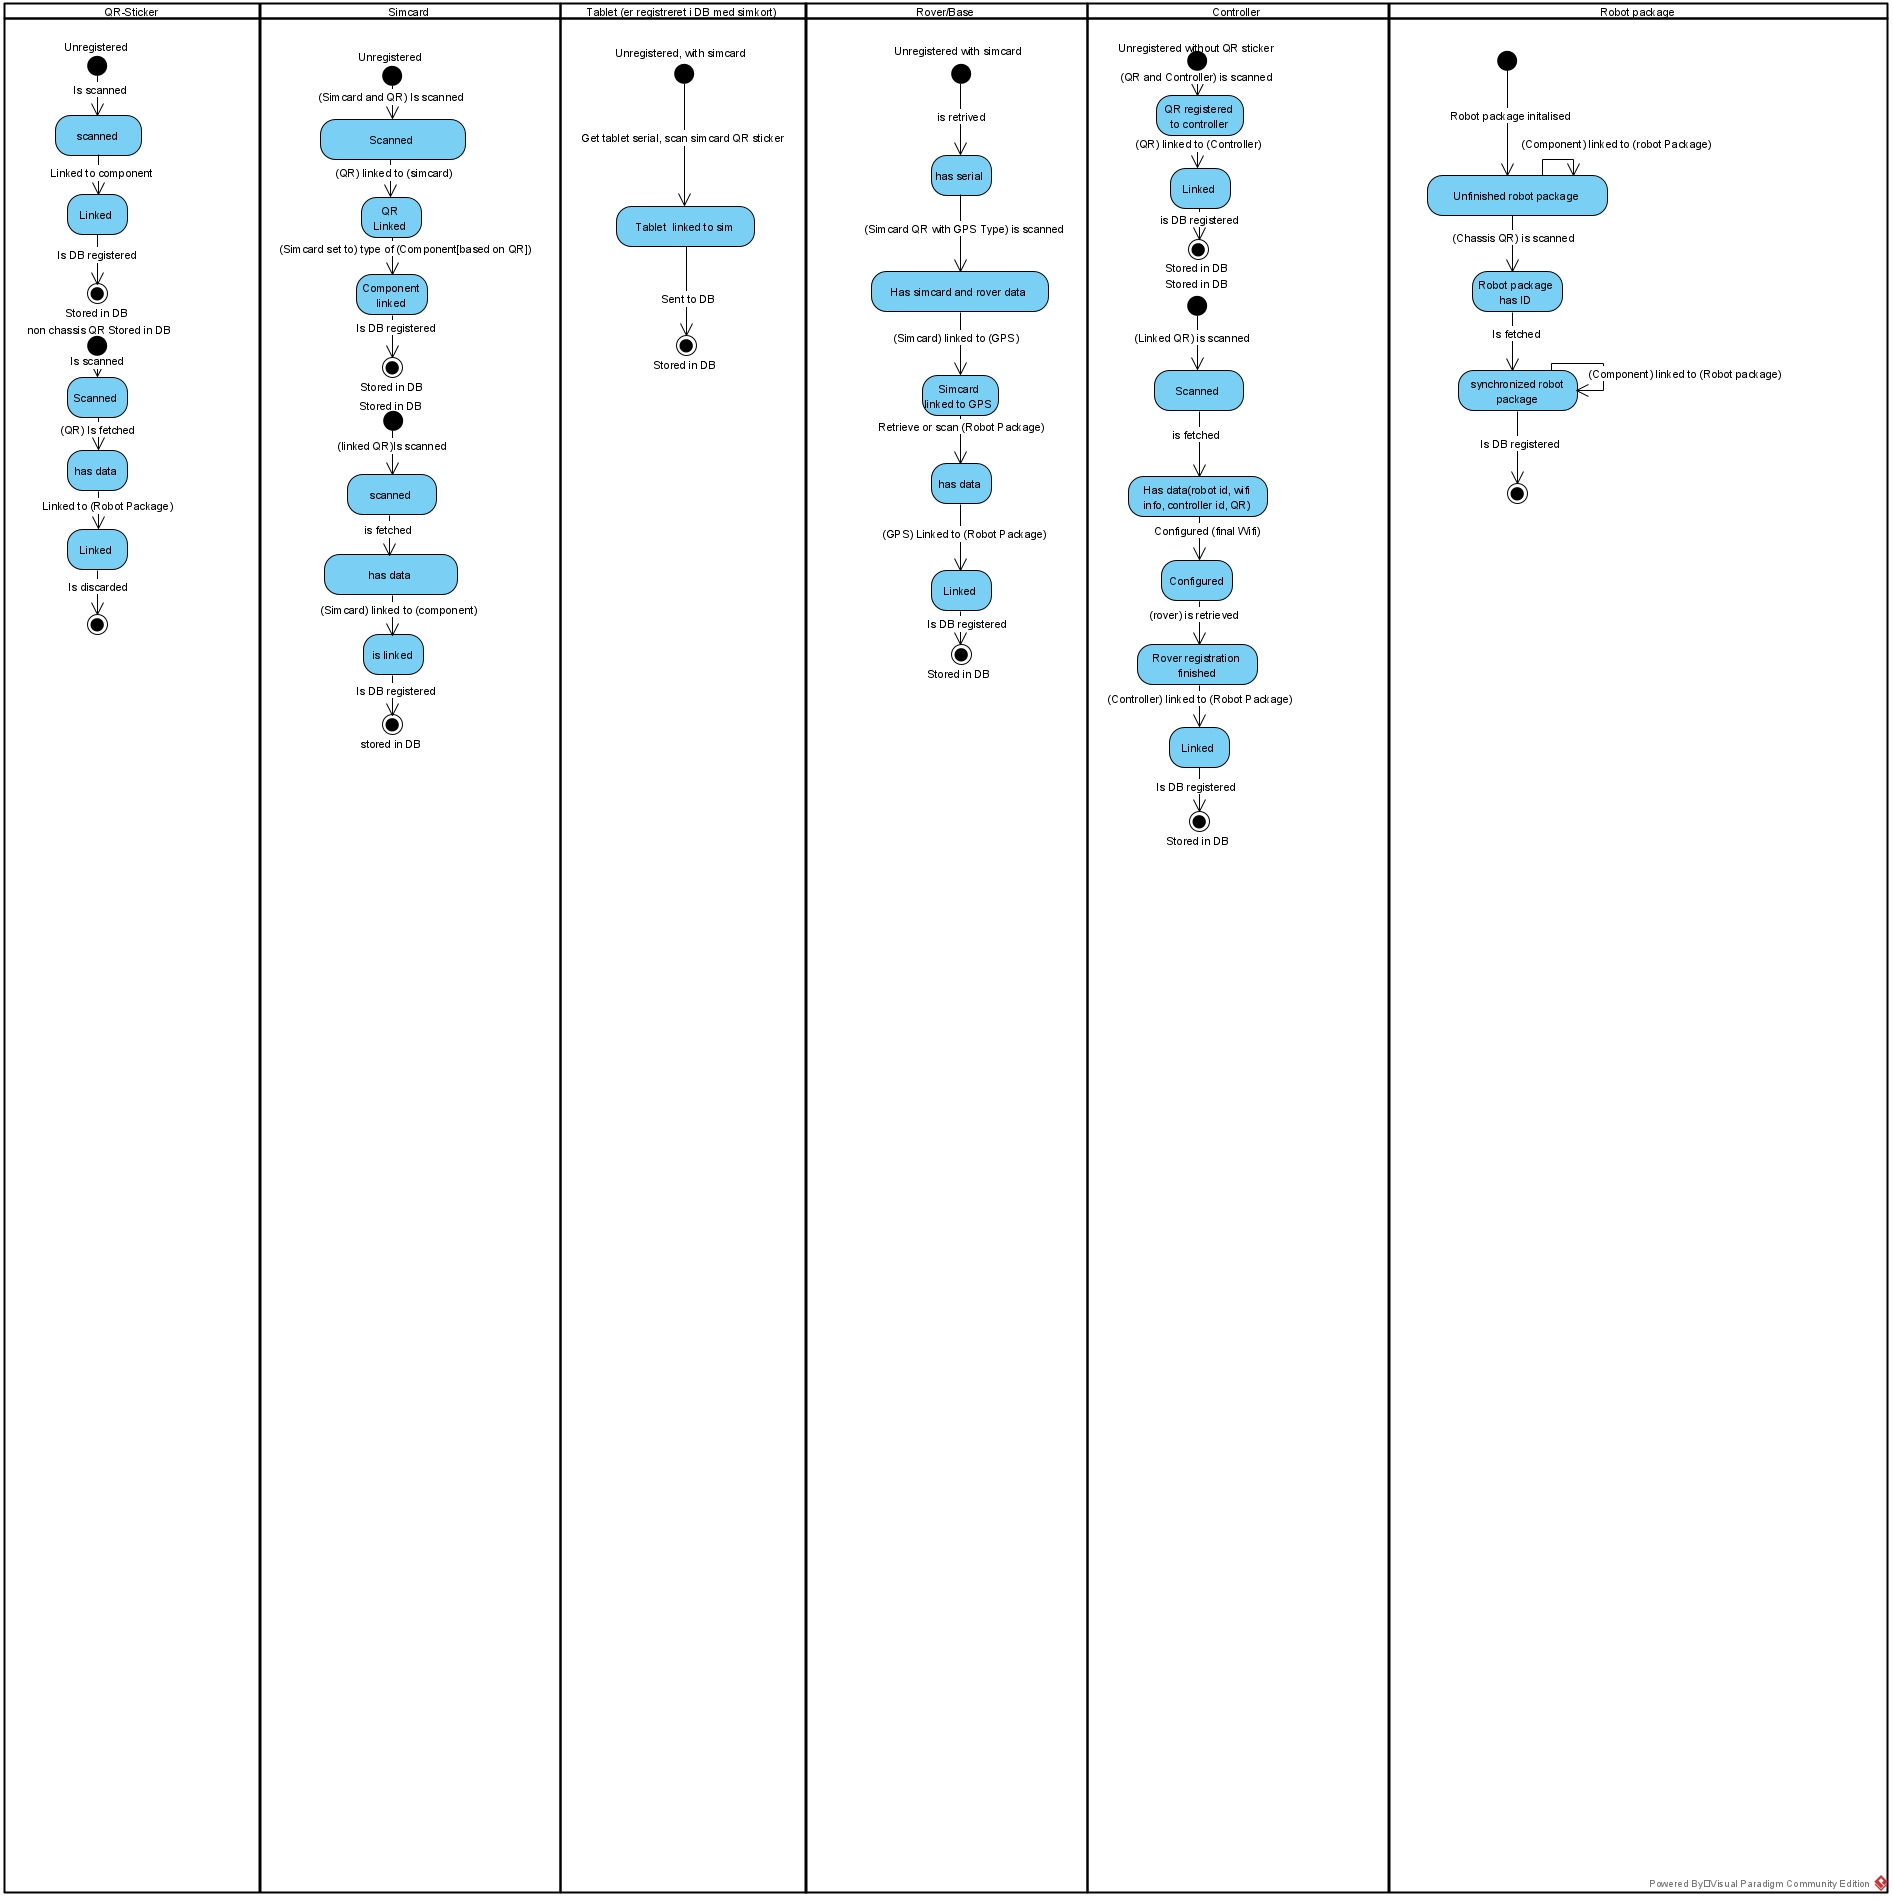 QR-Sticker
Unregistered
Is scanned
scanned
Linked to component
Linked
Is DB registered
Stored in DB
non chassis QR Stored in DB
Is scanned
Scanned
(QR) Is fetched
has data
Linked to (Robot Package)
Linked
Is discarded
Simcard
Unregistered
(Simcard and QR) Is scanned
Scanned
(QR) linked to (simcard)
QR
Linked
(Simcard set to) type of (Component[based on QR])
Component
linked
Is DB registered
Stored in DB
Stored in DB
(linked QR)Is scanned
scanned
is fetched
has data
(Simcard) linked to (component)
is linked
Is DB registered
stored in DB
Tablet (er registreret i DB med simkort)
Unregistered, with simcard
Get tablet serial, scan simcard QR sticker
Tablet linked to sim
Sent to DB
Stored in DB
Rover/Base
Unregistered with simcard
is retrived
has serial
(Simcard QR with GPS Type) is scanned
Has simcard and rover data
(Simcard) linked to (GPS)
Simcard
linked to GPS
Retrieve or scan (Robot Package)
has data
(GPS) Linked to (Robot Package)
Linked
Is DB registered
Stored in DB
Controller
Unregistered without QR sticker
(QR and Controller) is scanned
QR registered
to controller
(QR) linked to (Controller)
Linked
is DB registered
Stored in DB
Stored in DB
(Linked QR) is scanned
Scanned
is fetched
Has data(robot id, wifi
info, controller id, QR)
Configured (final Wifi)
Configured
(rover) is retrieved
Rover registration
finished
(Controller) linked to (Robot Package)
Linked
Is DB registered
Stored in DB
Robot package
Robot package initalised
(Component) linked to (robot Package)
Unfinished robot package
(Chassis QR) is scanned
Robot package
has ID
Is fetched
(Component) linked to (Robot package)
synchronized robot
package
Is DB registered
Powered By Visual Paradigm Community Edition